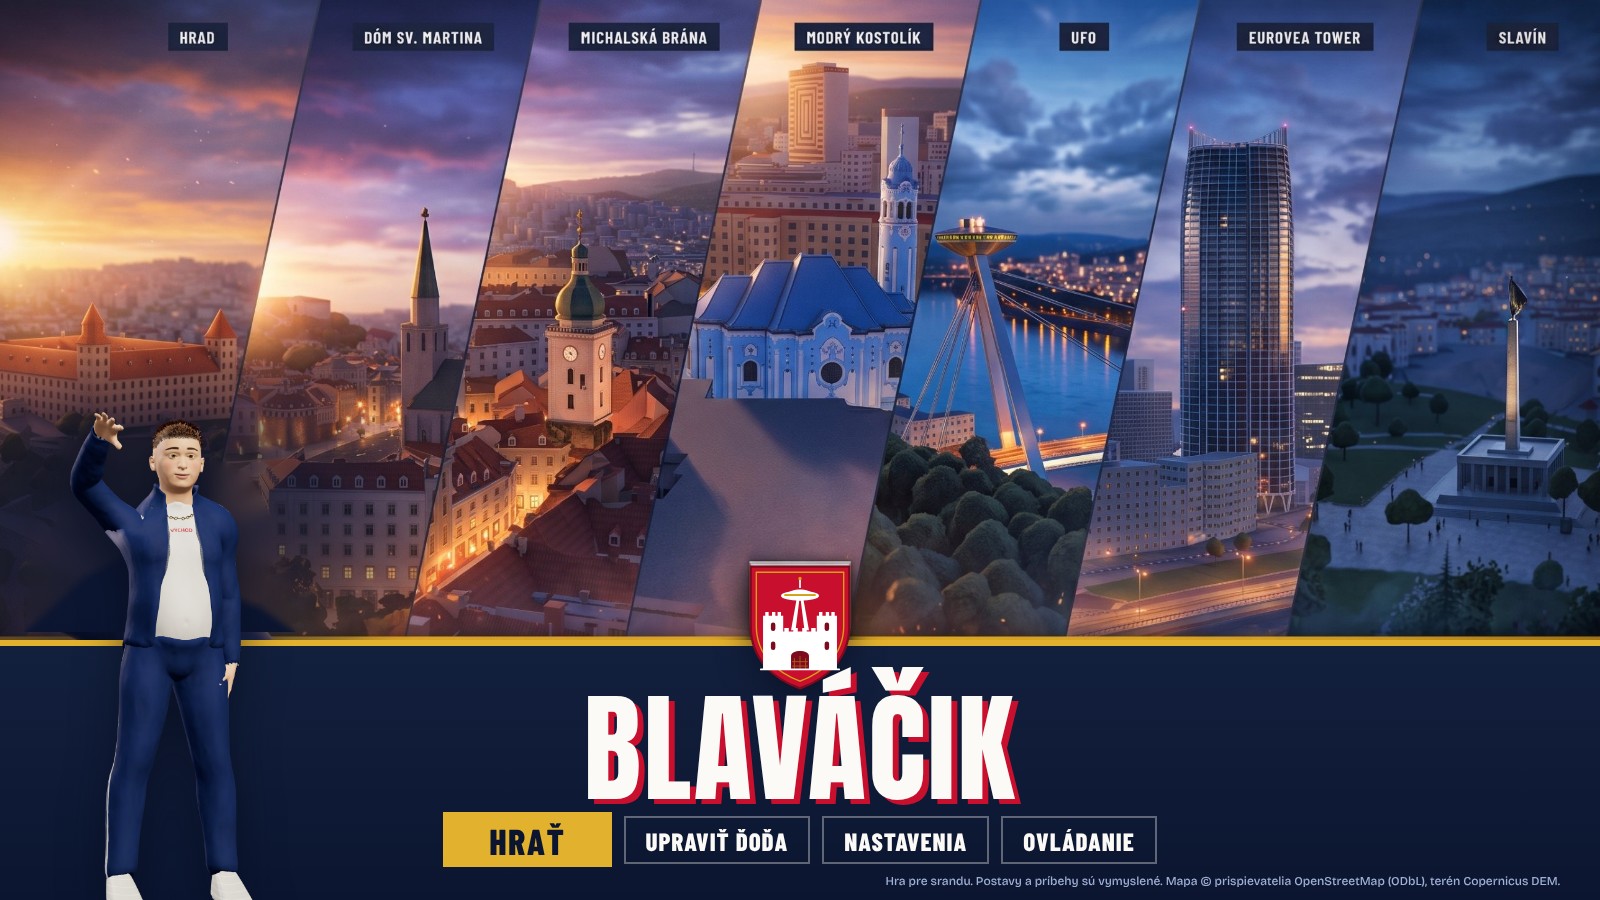 HRAD
DÓM SV. MARTINA
MICHALSKÁ BRÁNA
MODRÝ KOSTOLÍK
UFO
EUROVEA TOWER
SLAVÍN
BLAVÁČIK
HRAŤ
UPRAVIŤ ĎOĎA
NASTAVENIA
OVLÁDANIE
Hra pre srandu. Postavy a príbehy sú vymyslené. Mapa © prispievatelia OpenStreetMap (ODbL), terén Copernicus DEM.